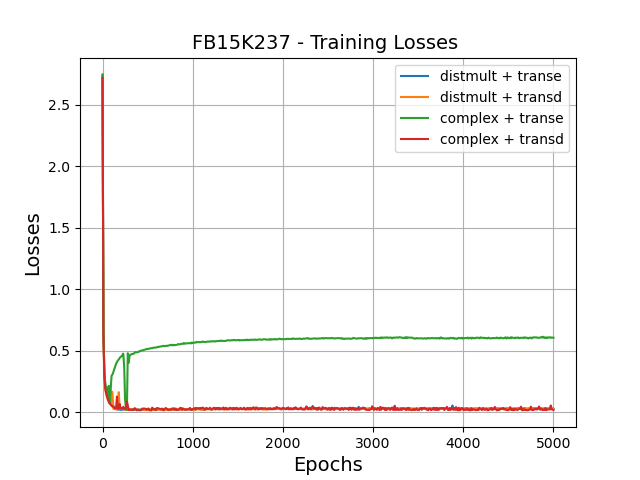 FB15K237 - Training Losses
distmult + transe
distmult + transd
complex + transe
complex + transd
Losses
2.5
2.0
1.5
1.0
0.5
0.0
0 1000 2000 3000 4000 5000
Epochs